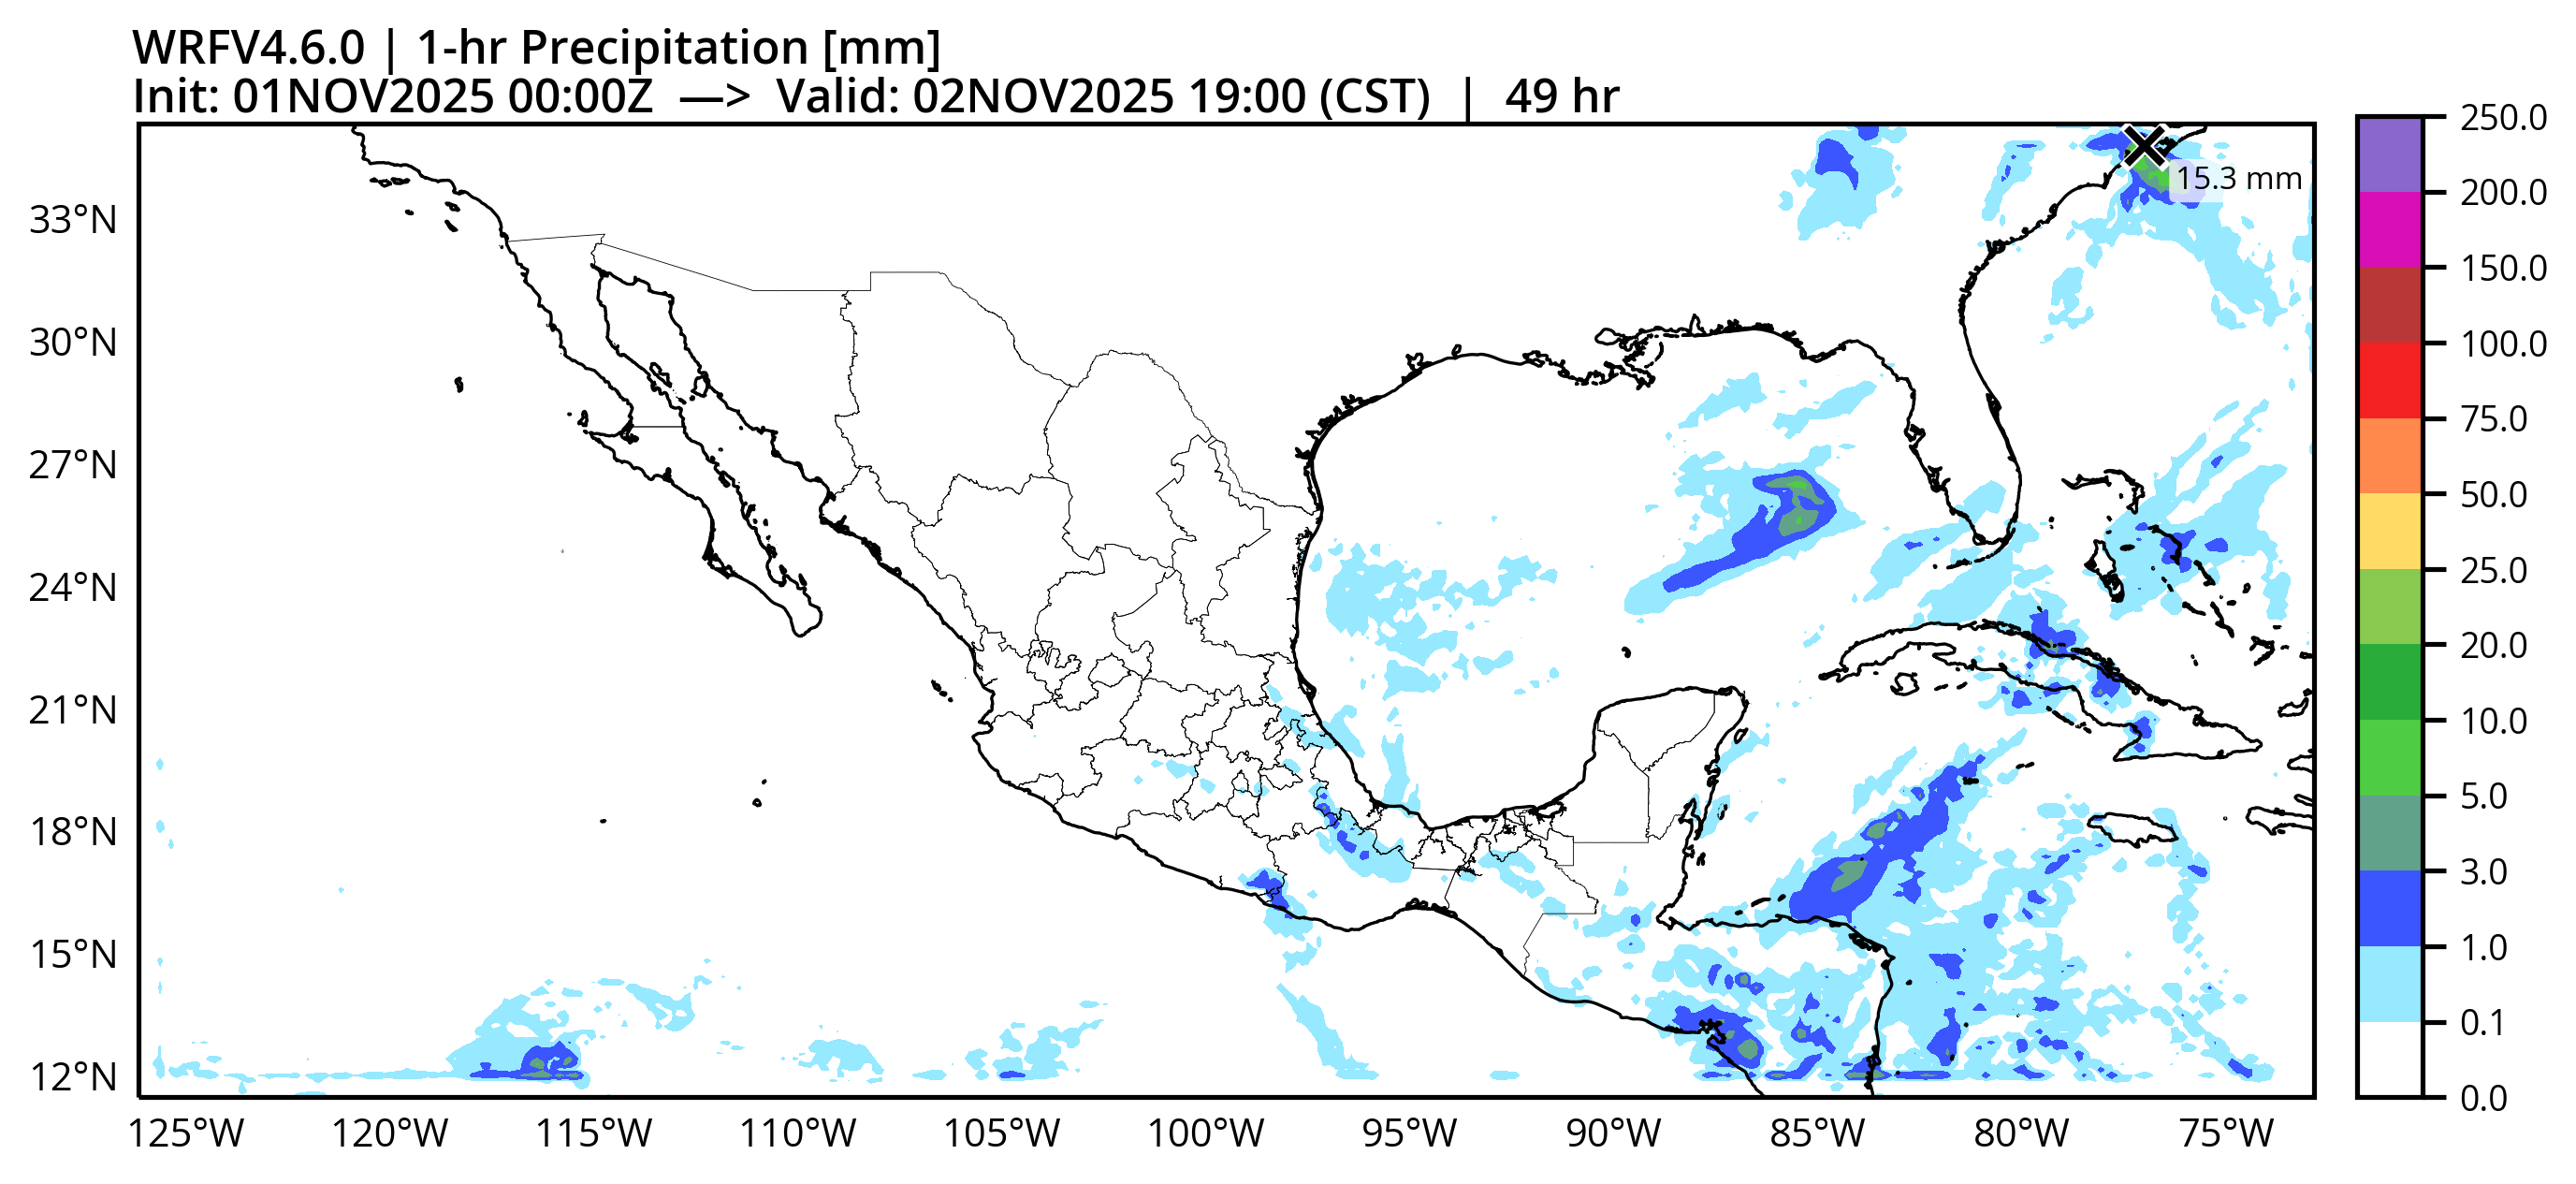 WRFV4.6.0 | 1-hr Precipitation [mm]
Init: 01NOV2025 00:00Z —> Valid: 02NOV2025 19:00 (CST) | 49 hr
15.3 mm
33°N
30°N
27°N
24°N
21°N
18°N
15°N
12°N
125°W 120°W 115°W 110°W 105°W 100°W 95°W 90°W 85°W 80°W 75°W
250.0
200.0
150.0
100.0
75.0
50.0
25.0
20.0
10.0
5.0
3.0
1.0
0.1
0.0